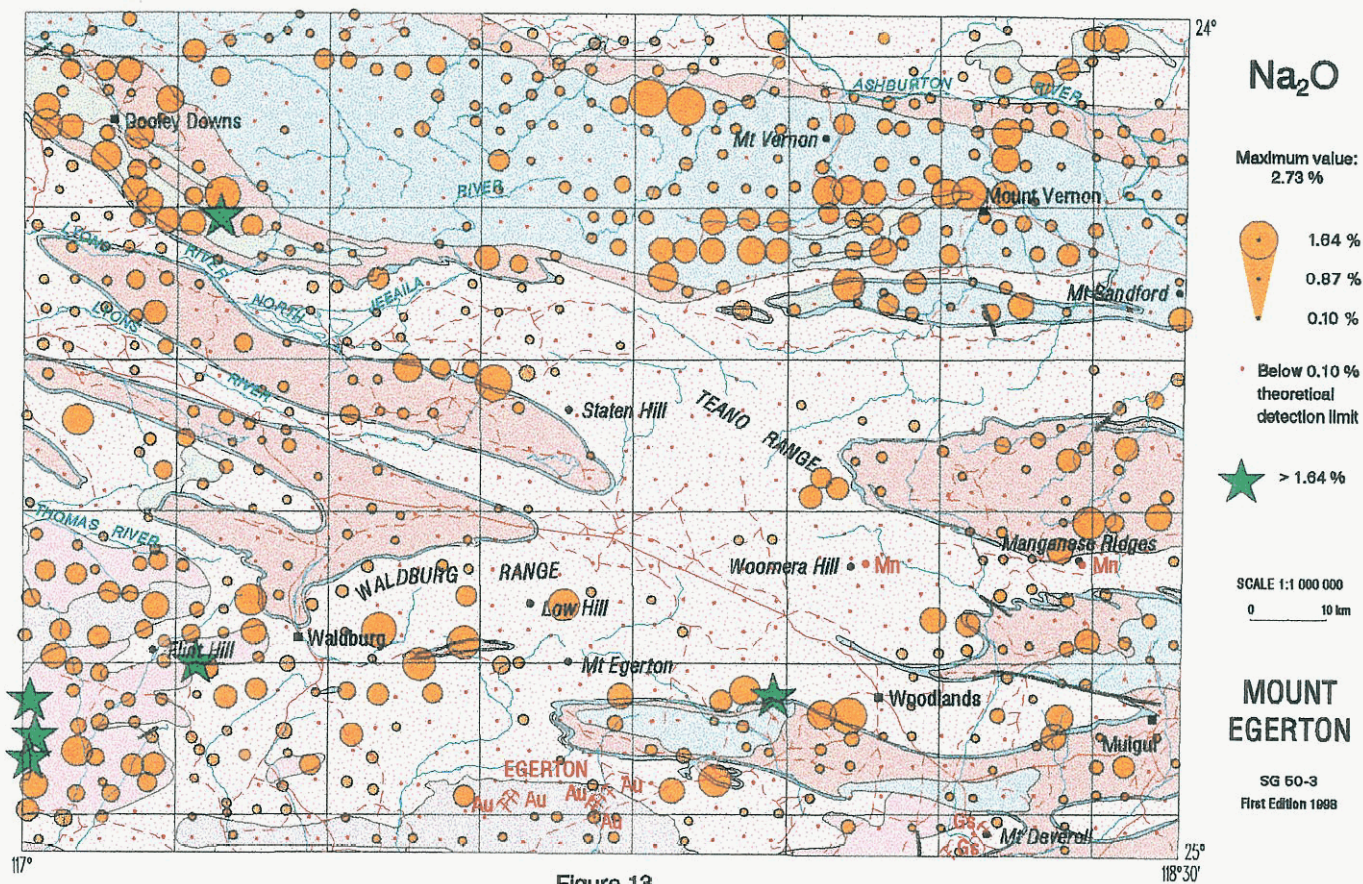 24°
ASHBURTON
RIVER
Dooley Downs
Mt Vernon
RIVER
Mount Vernon
LYONS
RIVER
NORTH
IFFAILA
Mt Sandford
LYONS
RIVER
Staten Hill
TEANO
RANGE
THOMAS RIVER
Manganese Ridges
Mn
Woomera Hill
Mn
WALDBURG
RANGE
Low Hill
Waldburg
Flint Hill
Mt Egerton
Woodlands
Mulgul
EGERTON
Au
Au
Au
Au
Au
Gs
Mt Deverell
Gs
117°
25°
118°30'
Figure 13
Na₂O
Maximum value:
2.73 %
1.64 %
0.87 %
0.10 %
Below 0.10 %
theoretical
detection limit
> 1.64 %
SCALE 1:1 000 000
0 10 km
MOUNT
EGERTON
SG 50-3
First Edition 1998